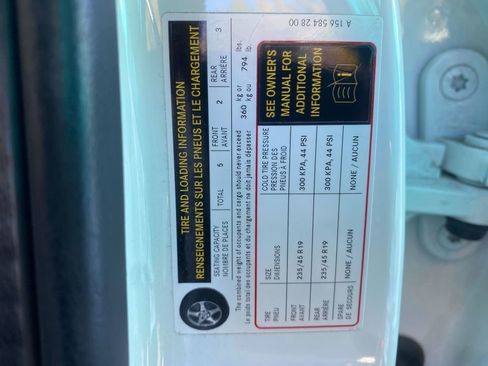 A 156 584 28 00
TIRE AND LOADING INFORMATION
RENSEIGNEMENTS SUR LES PNEUS ET LE CHARGEMENT
SEATING CAPACITY
NOMBRE DE PLACES
TOTAL 5
FRONT
AVANT 2
REAR
ARRIÈRE 3
The combined weight of occupants and cargo should never exceed 360 kg or 794 lbs.
Le poids total des occupants et du chargement ne doit jamais dépasser 360 kg ou 794 lb.
TIRE
PNEU
SIZE
DIMENSIONS
COLD TIRE PRESSURE
PRESSION DES
PNEUS A FROID
FRONT
AVANT
235/45 R19
300 KPA, 44 PSI
REAR
ARRIÈRE
235/45 R19
300 KPA, 44 PSI
SPARE
DE SECOURS
NONE / AUCUN
NONE / AUCUN
SEE OWNER'S
MANUAL FOR
ADDITIONAL
INFORMATION